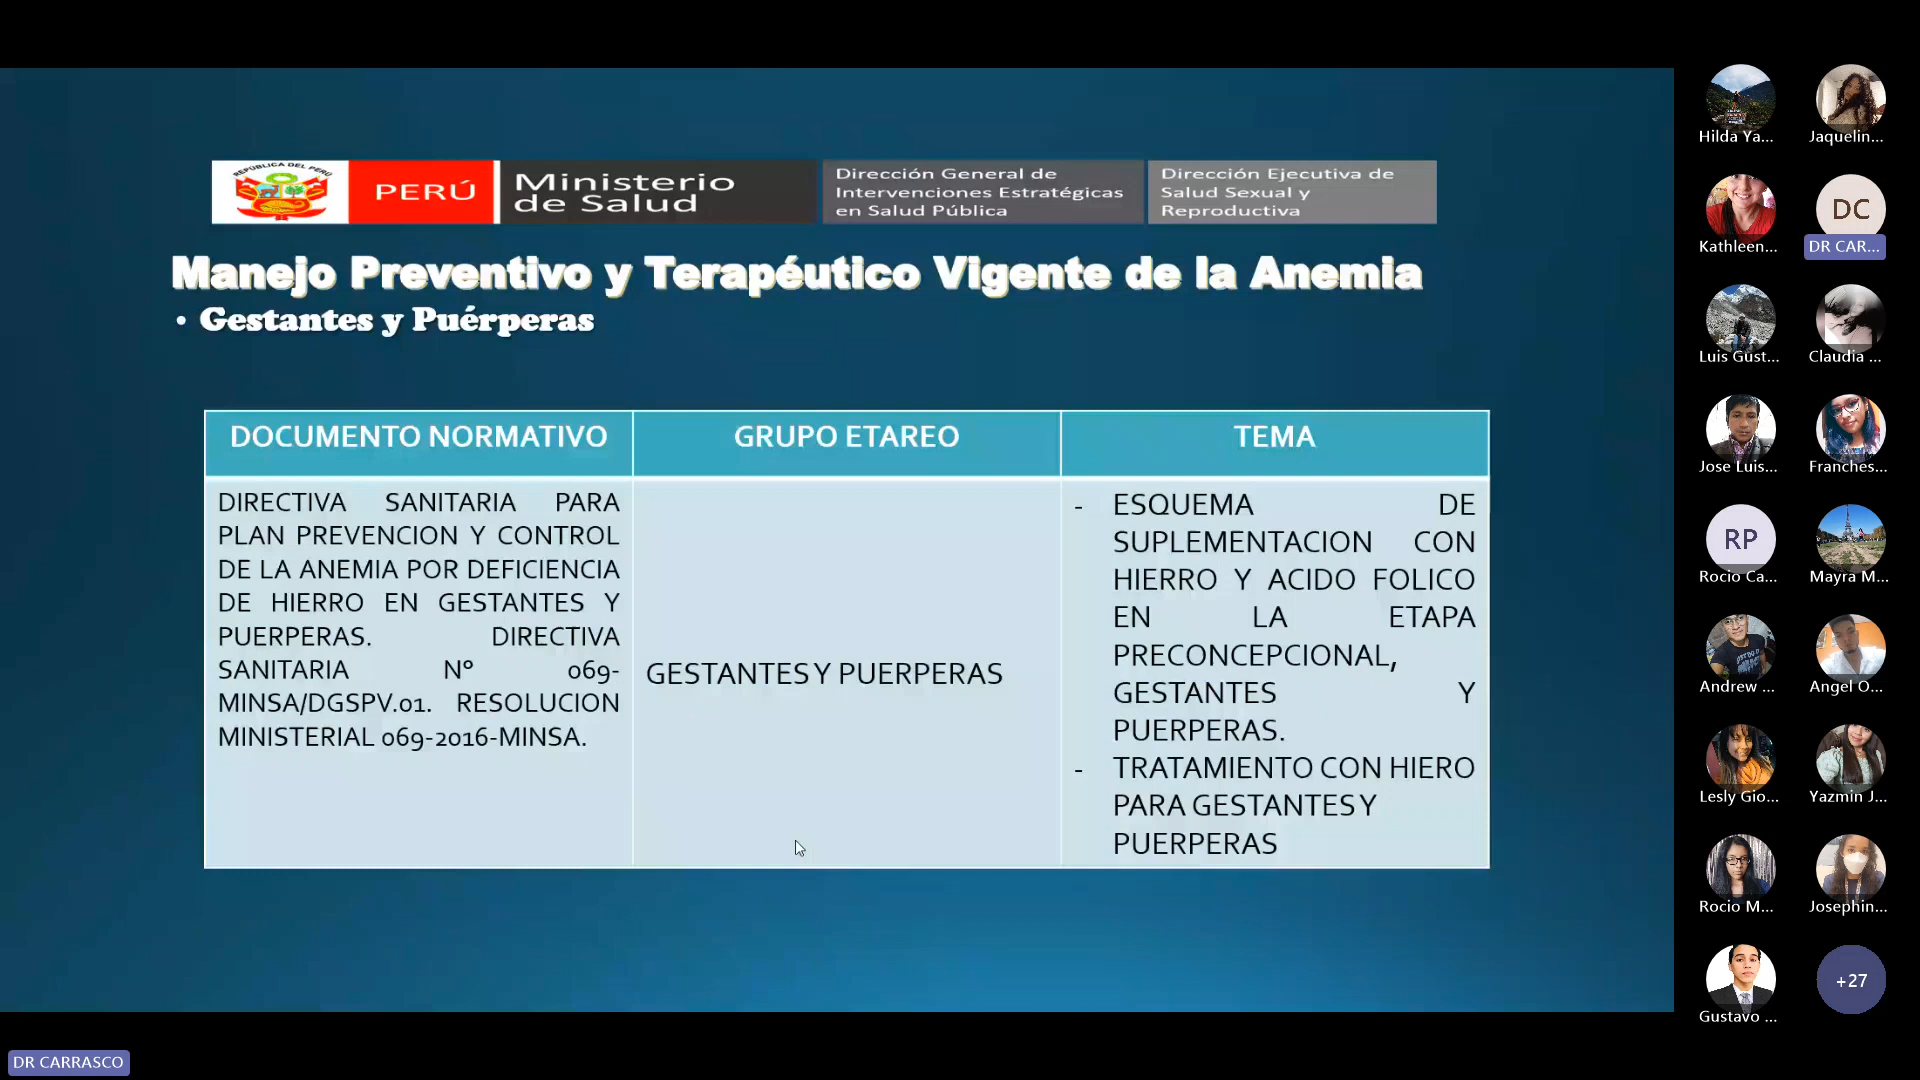 REPÚBLICA DEL PERÚ
PERÚ
Ministerio
de Salud
Dirección General de
Intervenciones Estratégicas
en Salud Pública
Dirección Ejecutiva de
Salud Sexual y
Reproductiva
Manejo Preventivo y Terapéutico Vigente de la Anemia
• Gestantes y Puérperas
DOCUMENTO NORMATIVO
GRUPO ETAREO
TEMA
DIRECTIVA SANITARIA PARA
PLAN PREVENCION Y CONTROL
DE LA ANEMIA POR DEFICIENCIA
DE HIERRO EN GESTANTES Y
PUERPERAS. DIRECTIVA
SANITARIA Nº 069-
MINSA/DGSPV.01. RESOLUCION
MINISTERIAL 069-2016-MINSA.
GESTANTES Y PUERPERAS
- ESQUEMA DE
SUPLEMENTACION CON
HIERRO Y ACIDO FOLICO
EN LA ETAPA
PRECONCEPCIONAL,
GESTANTES Y
PUERPERAS.
- TRATAMIENTO CON HIERO
PARA GESTANTES Y
PUERPERAS
Hilda Ya...
Jaquelin...
Kathleen...
DC
DR CAR...
Luis Gust...
Claudia ...
Jose Luis...
Franches...
RP
Rocio Ca...
Mayra M...
Andrew ...
Angel O...
Lesly Gio...
Yazmin J...
Rocio M...
Josephin...
Gustavo ...
+27
DR CARRASCO